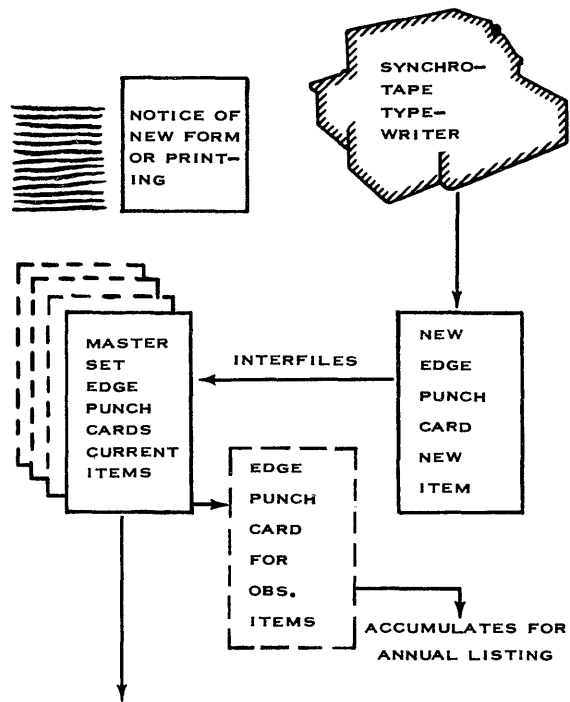 NOTICE OF
NEW FORM
OR PRINT-
ING
SYNCHRO-
TAPE
TYPE-
WRITER
MASTER
SET
EDGE
PUNCH
CARDS
CURRENT
ITEMS
INTERFILES
NEW
EDGE
PUNCH
CARD
NEW
ITEM
EDGE
PUNCH
CARD
FOR
OBS.
ITEMS
ACCUMULATES FOR
ANNUAL LISTING